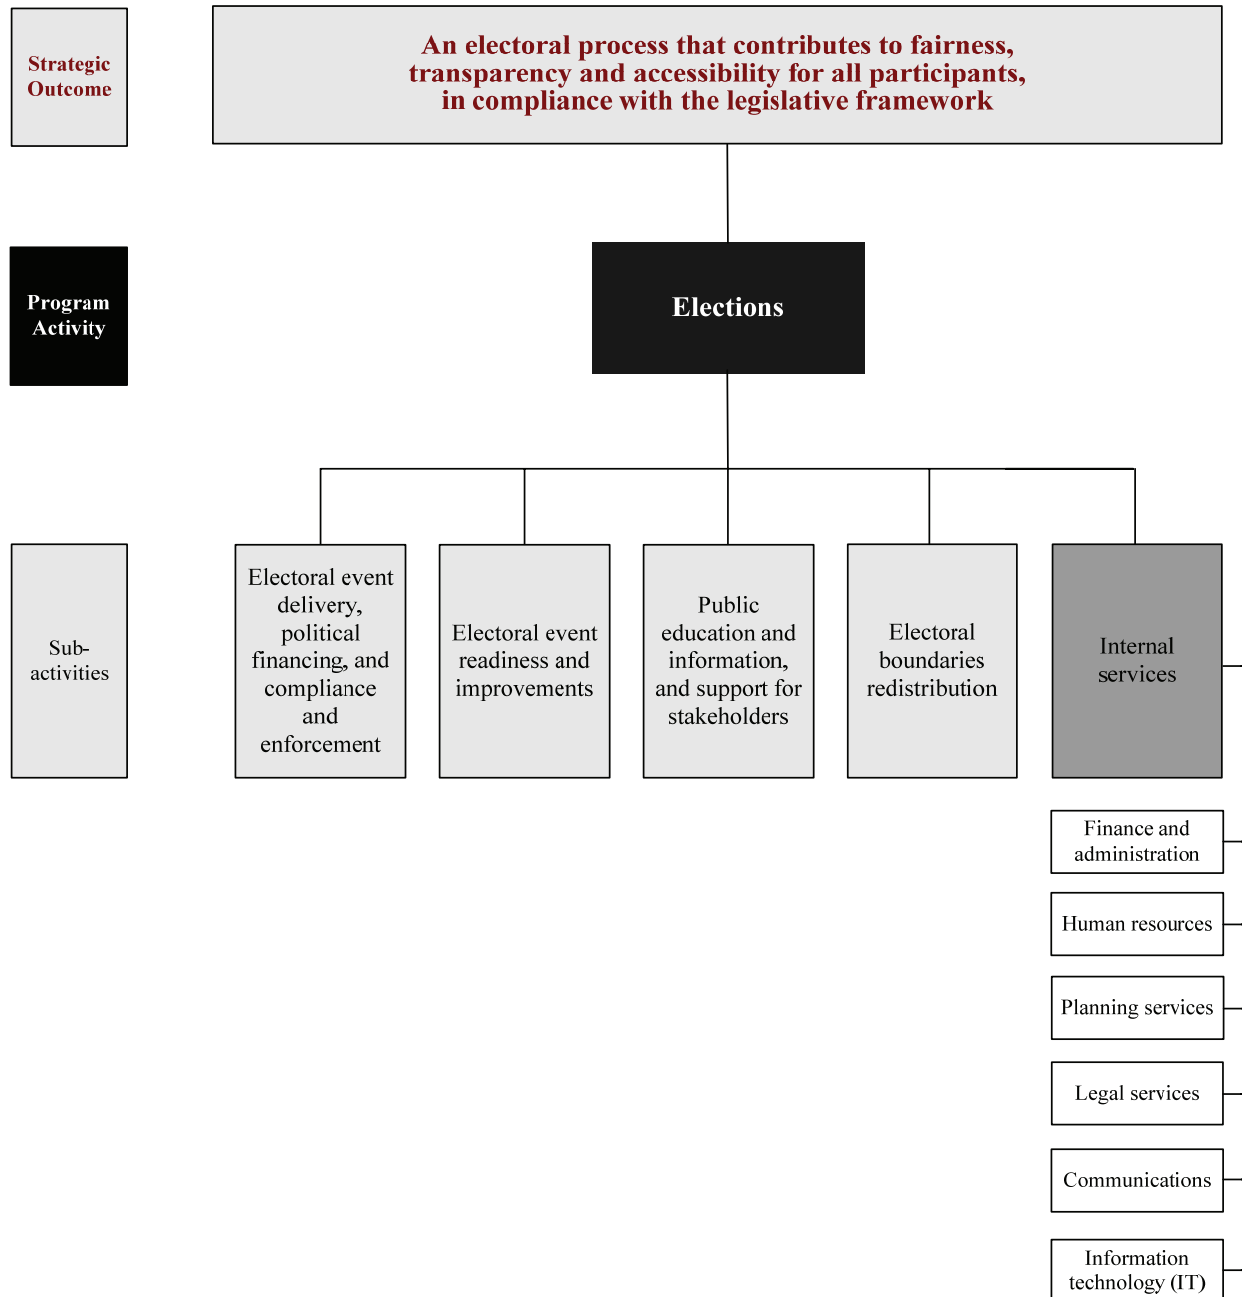 Strategic
Outcome
An electoral process that contributes to fairness,
transparency and accessibility for all participants,
in compliance with the legislative framework
Program
Activity
Elections
Sub-
activities
Electoral event
delivery,
political
financing, and
compliance
and
enforcement
Electoral event
readiness and
improvements
Public
education and
information,
and support for
stakeholders
Electoral
boundaries
redistribution
Internal
services
Finance and
administration
Human resources
Planning services
Legal services
Communications
Information
technology (IT)